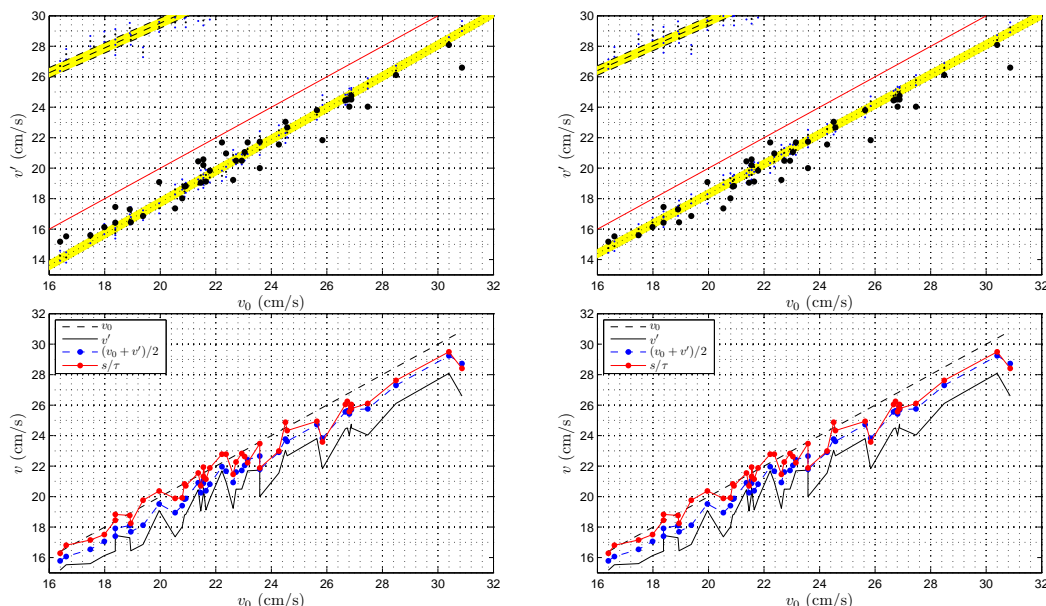 30
28
26
24
22
20
18
16
14
v′ (cm/s)
16 18 20 22 24 26 28 30 32
v₀ (cm/s)
30
28
26
24
22
20
18
16
14
v′ (cm/s)
16 18 20 22 24 26 28 30 32
v₀ (cm/s)
32
30
28
26
24
22
20
18
16
v (cm/s)
v₀
v′
(v₀ + v′)/2
s/τ
16 18 20 22 24 26 28 30 32
v₀ (cm/s)
32
30
28
26
24
22
20
18
16
v (cm/s)
v₀
v′
(v₀ + v′)/2
s/τ
16 18 20 22 24 26 28 30 32
v₀ (cm/s)